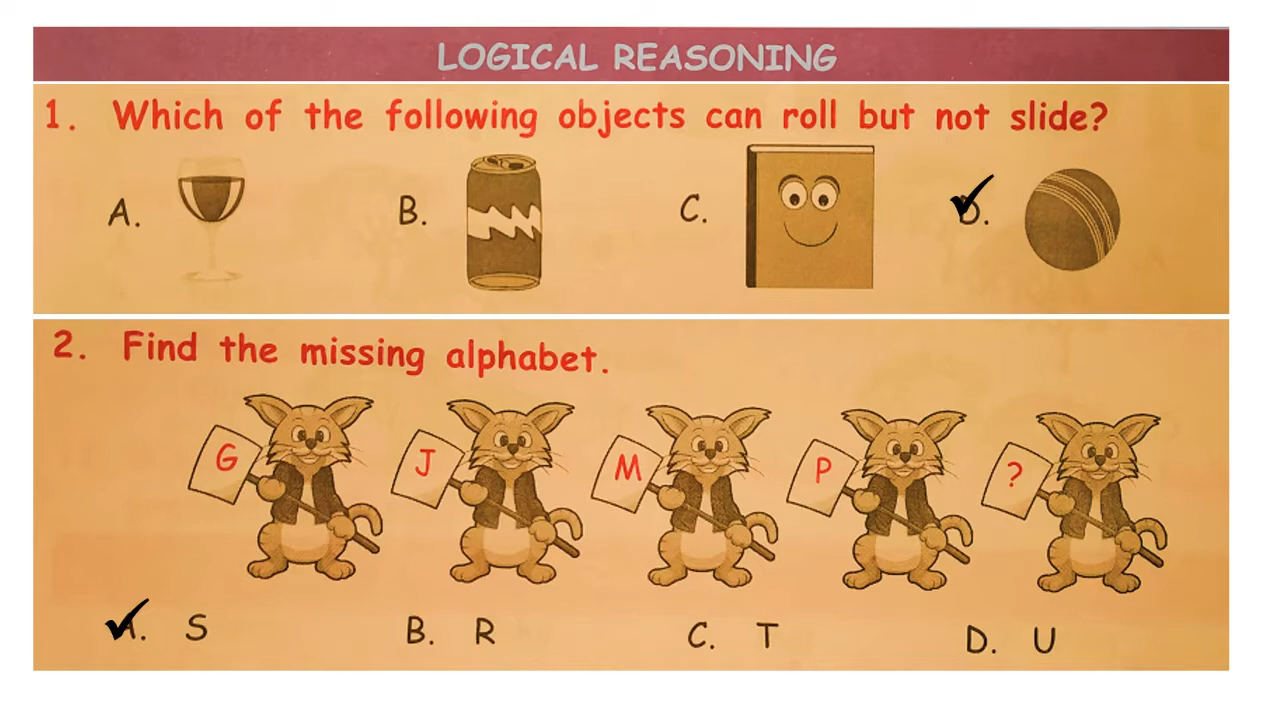 LOGICAL REASONING
1. Which of the following objects can roll but not slide?
A. B. C. D.
2. Find the missing alphabet.
G J M P ?
A. S B. R C. T D. U